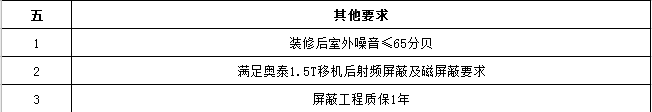 五 其他要求
1 装修后室外噪音≤65分贝
2 满足奥泰1.5T移机后射频屏蔽及磁屏蔽要求
3 屏蔽工程质保1年